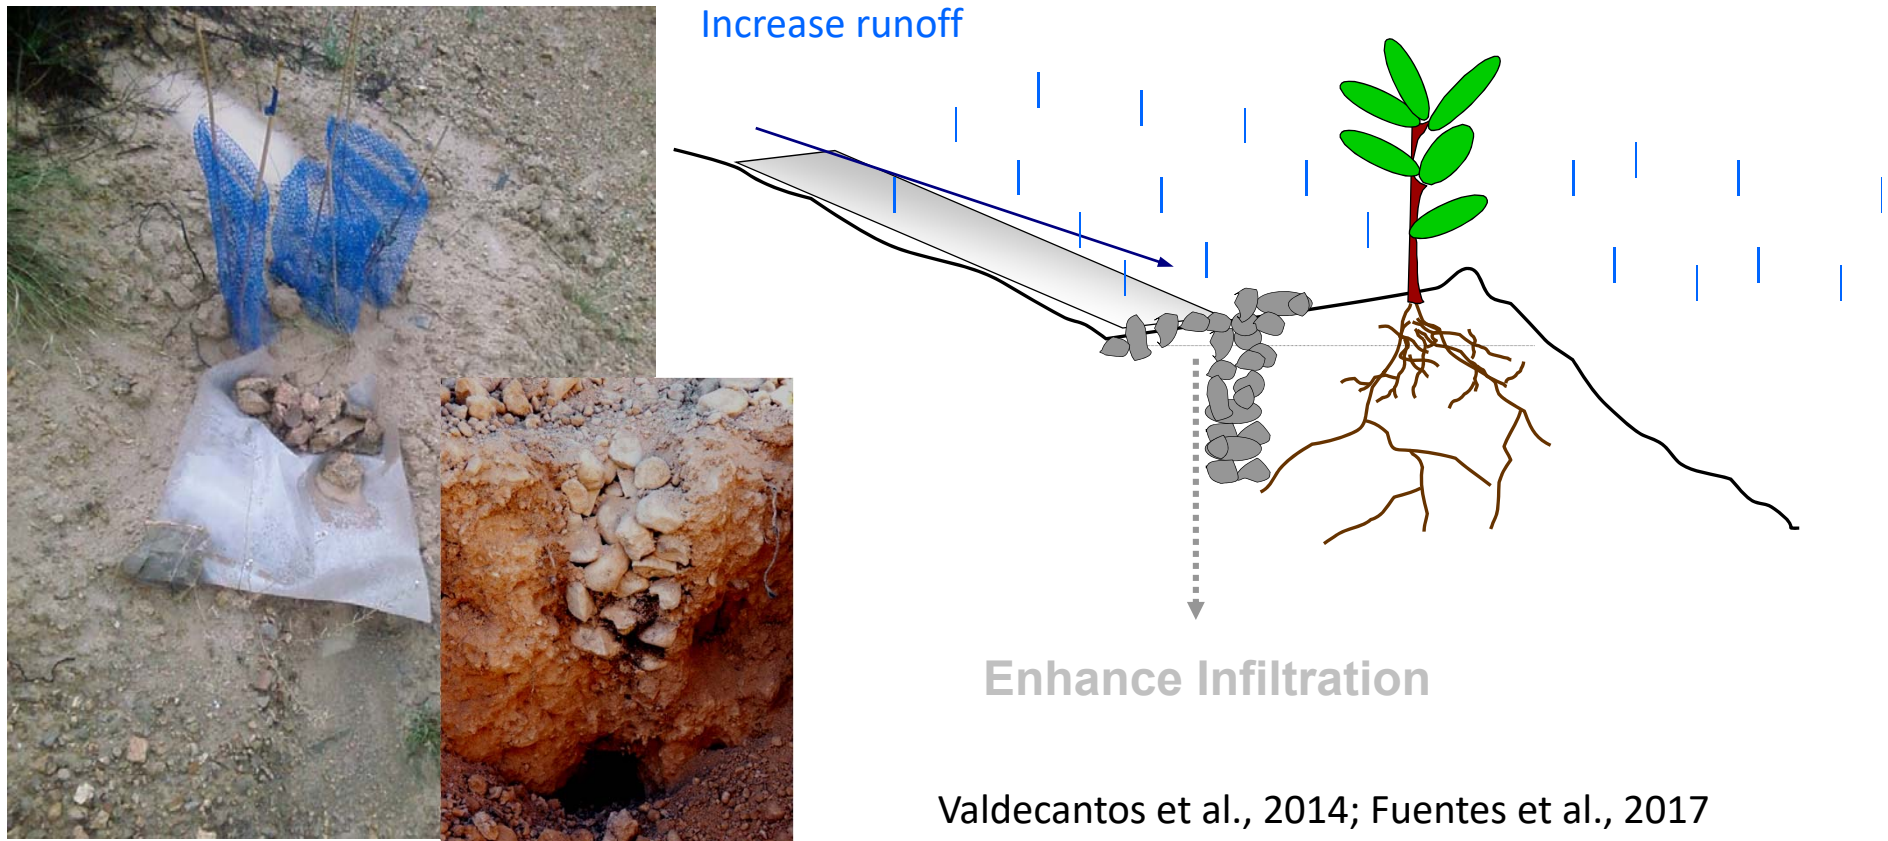 Increase runoff
Enhance Infiltration
Valdecantos et al., 2014; Fuentes et al., 2017